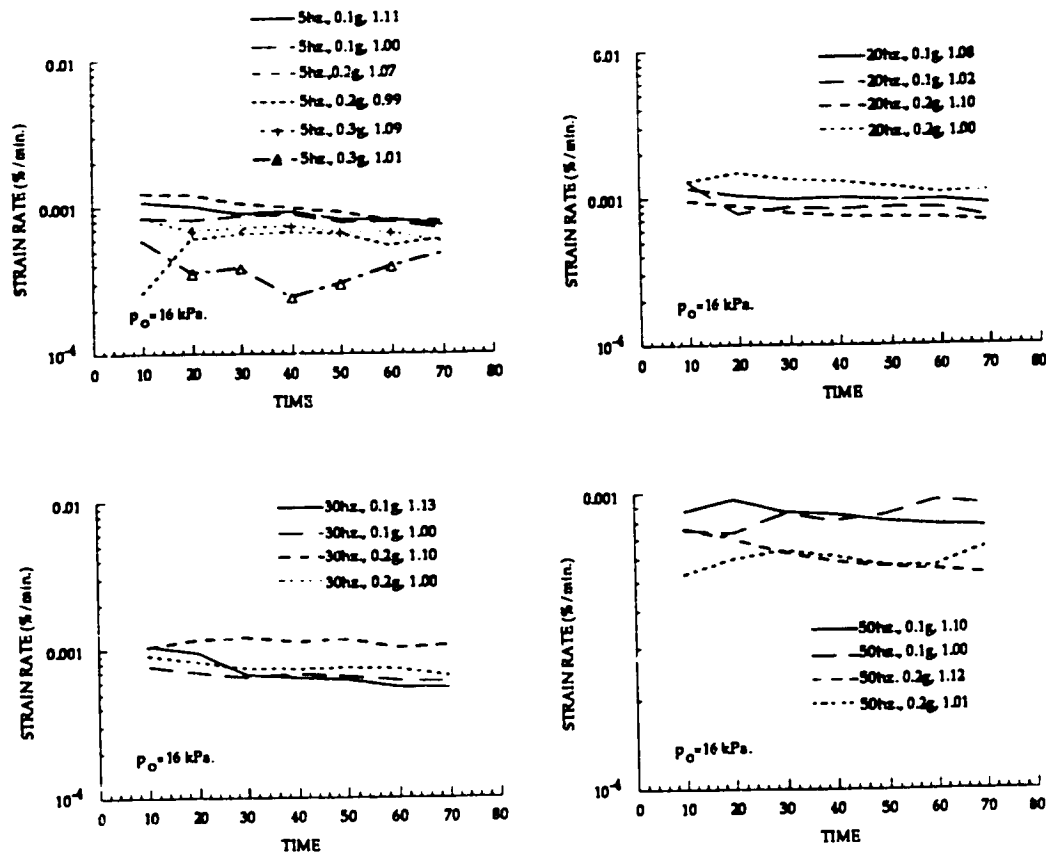 5hz., 0.1g, 1.11
5hz., 0.1g, 1.00
5hz.,0.2g, 1.07
5hz., 0.2g, 0.99
5hz., 0.3g, 1.09
5hz., 0.3g, 1.01
0.01
0.001
10-4
STRAIN RATE (%/min.)
po=16 kPa.
0 10 20 30 40 50 60 70 80
TIME
20hz., 0.1g, 1.08
20hz., 0.1g, 1.02
20hz., 0.2g, 1.10
20hz., 0.2g, 1.00
0.01
0.001
10-4
STRAIN RATE (%/min.)
po=16 kPa.
0 10 20 30 40 50 60 70 80
TIME
30hz., 0.1g, 1.13
30hz., 0.1g, 1.00
30hz., 0.2g, 1.10
30hz., 0.2g, 1.00
0.01
0.001
10-4
STRAIN RATE (%/min.)
po=16 kPa.
0 10 20 30 40 50 60 70 80
TIME
0.001
10-4
STRAIN RATE (%/min.)
50hz., 0.1g, 1.10
50hz., 0.1g, 1.00
50hz. 0.2g, 1.12
50hz., 0.2g, 1.01
po=16 kPa.
0 10 20 30 40 50 60 70 80
TIME